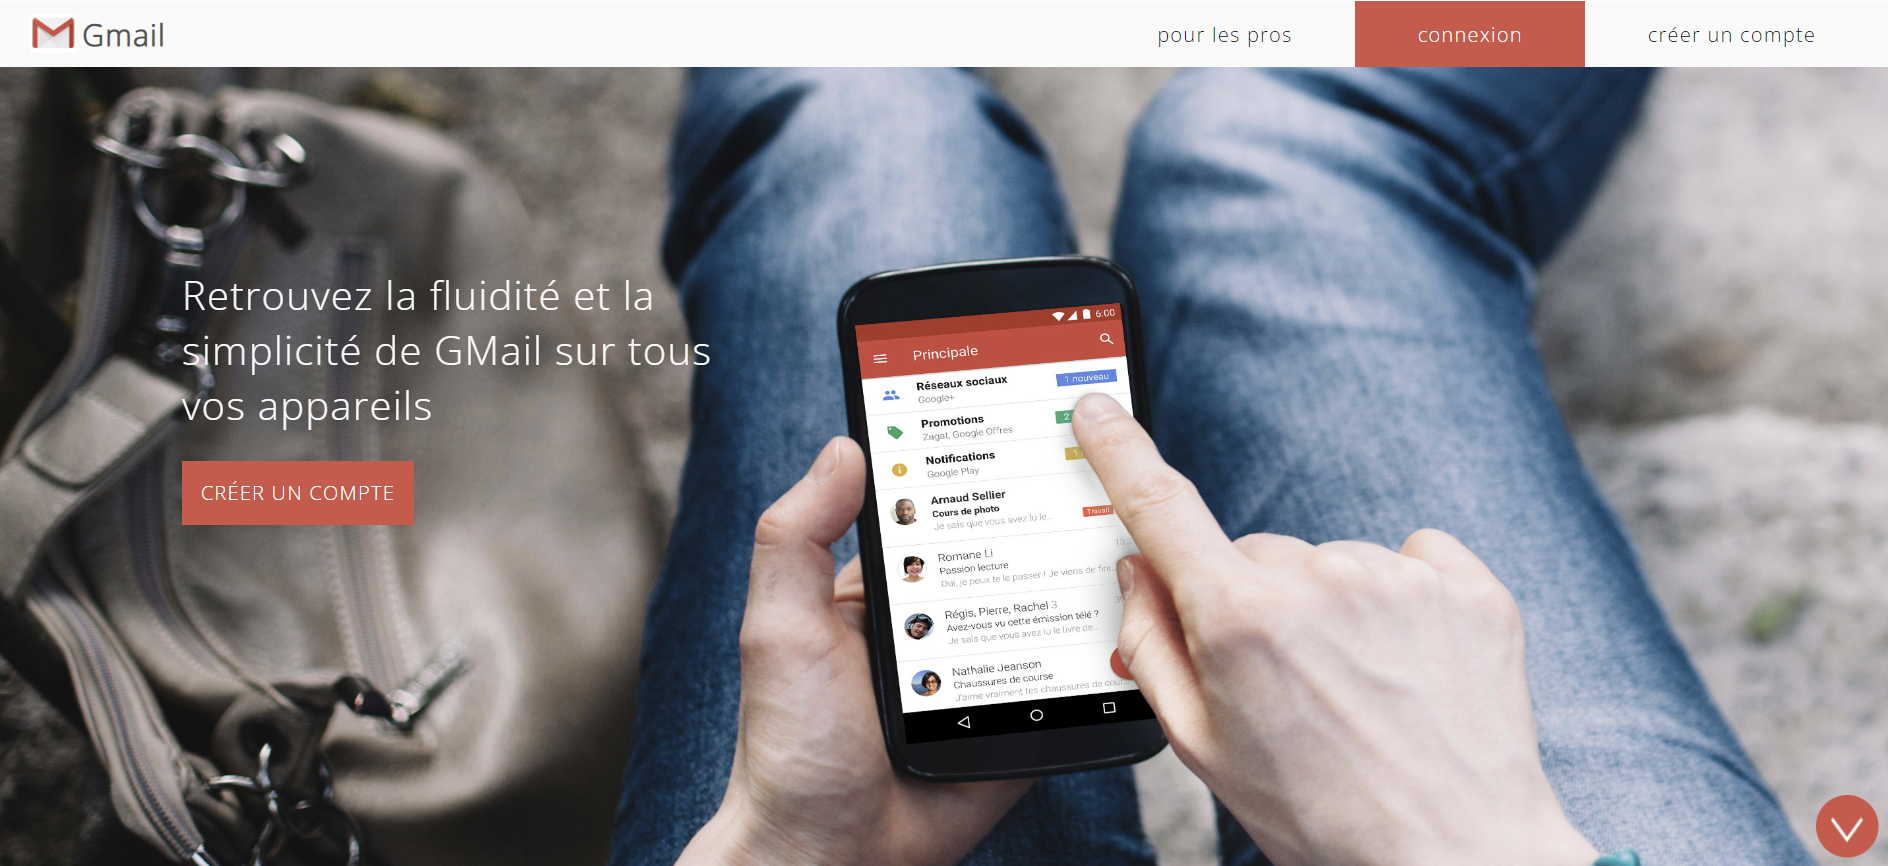 Gmail
pour les pros
connexion
créer un compte
Retrouvez la fluidité et la
simplicité de GMail sur tous
vos appareils
CRÉER UN COMPTE
6:00
Principale
Réseaux sociaux
1 nouveau
Google+
Promotions
2
Zagat, Google Offres
Notifications
1
Google Play
Arnaud Sellier
Cours de photo
Travail
Je sais que vous avez lu le...
Romane Li
Passion lecture
Oui, je peux te le passer ! Je viens de fini...
Régis, Pierre, Rachel 3
Avez-vous vu cette émission télé ?
Je sais que vous avez lu le livre de...
Nathalie Jeanson
Chaussures de course
J'aime vraiment tes chaussures de cour...